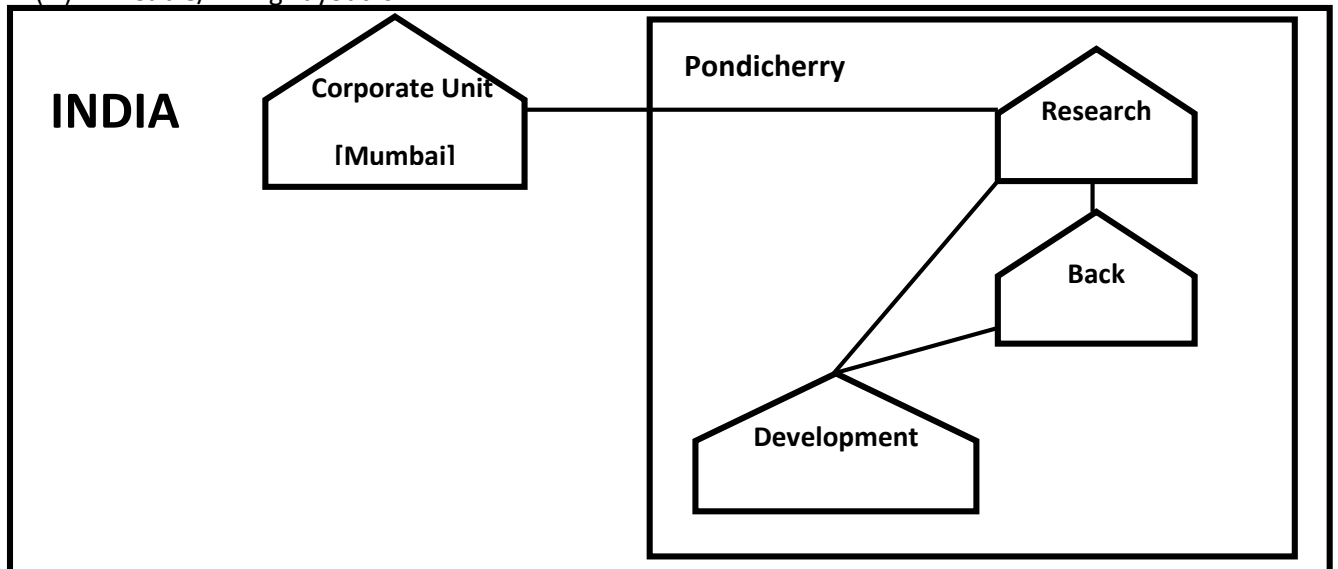 INDIA
Corporate Unit
[Mumbai]
Pondicherry
Research
Back
Development